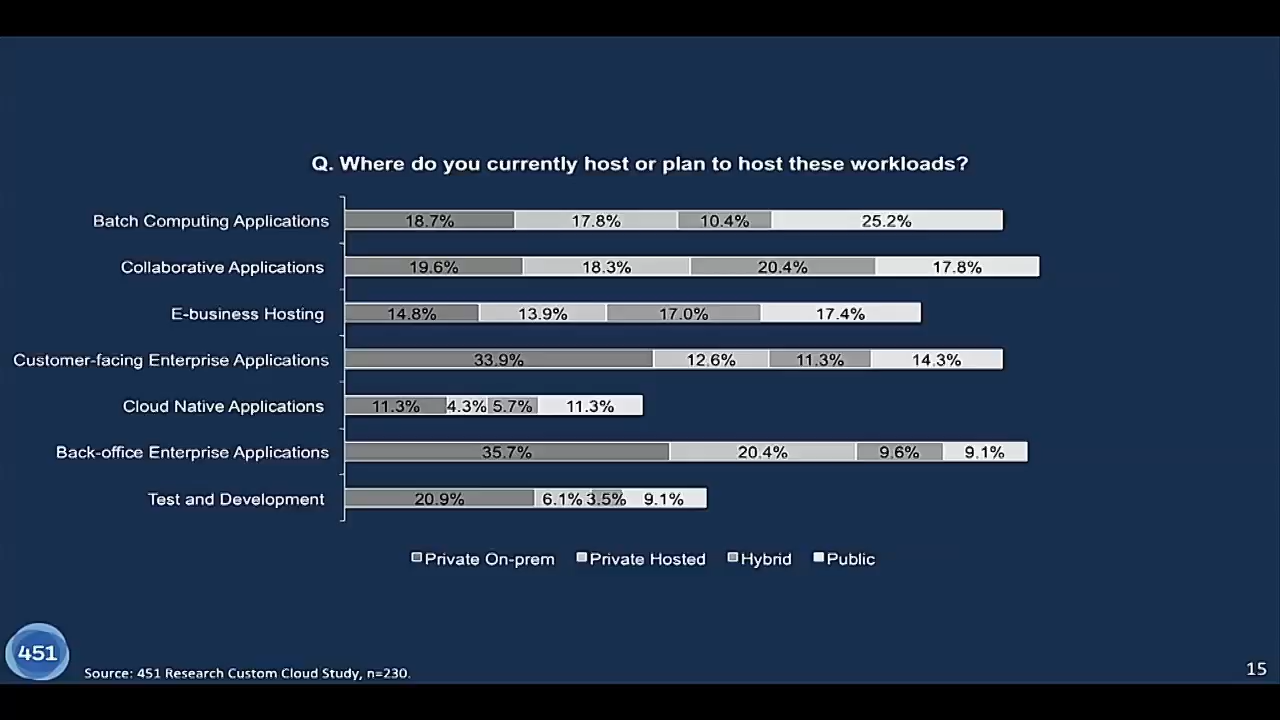 Q. Where do you currently host or plan to host these workloads?
Batch Computing Applications 18.7% 17.8% 10.4% 25.2%
Collaborative Applications 19.6% 18.3% 20.4% 17.8%
E-business Hosting 14.8% 13.9% 17.0% 17.4%
Customer-facing Enterprise Applications 33.9% 12.6% 11.3% 14.3%
Cloud Native Applications 11.3% 4.3% 5.7% 11.3%
Back-office Enterprise Applications 35.7% 20.4% 9.6% 9.1%
Test and Development 20.9% 6.1% 3.5% 9.1%
Private On-prem Private Hosted Hybrid Public
451
Source: 451 Research Custom Cloud Study, n=230.
15